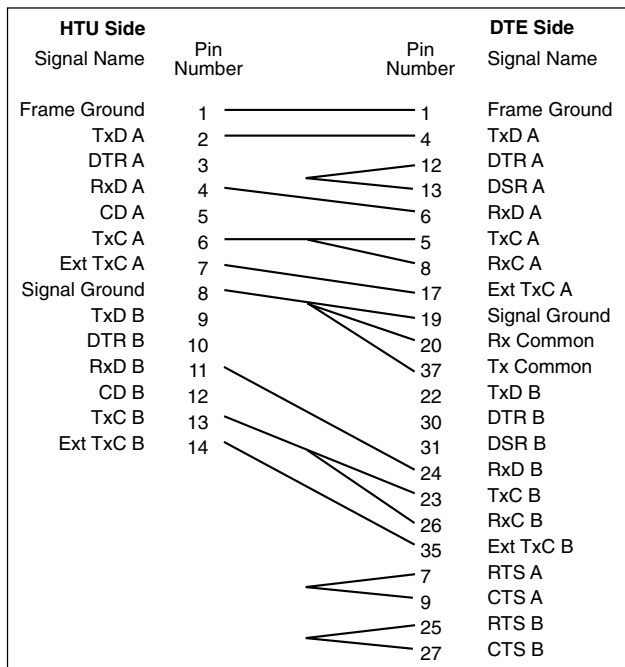 HTU Side DTE Side
Signal Name Pin Number Pin Number Signal Name
Frame Ground 1 1 Frame Ground
TxD A 2 4 TxD A
DTR A 3 12 DTR A
RxD A 4 13 DSR A
CD A 5 6 RxD A
TxC A 6 5 TxC A
Ext TxC A 7 8 RxC A
Signal Ground 8 17 Ext TxC A
TxD B 9 19 Signal Ground
DTR B 10 20 Rx Common
RxD B 11 37 Tx Common
CD B 12 22 TxD B
TxC B 13 30 DTR B
Ext TxC B 14 31 DSR B
24 RxD B
23 TxC B
26 RxC B
35 Ext TxC B
7 RTS A
9 CTS A
25 RTS B
27 CTS B